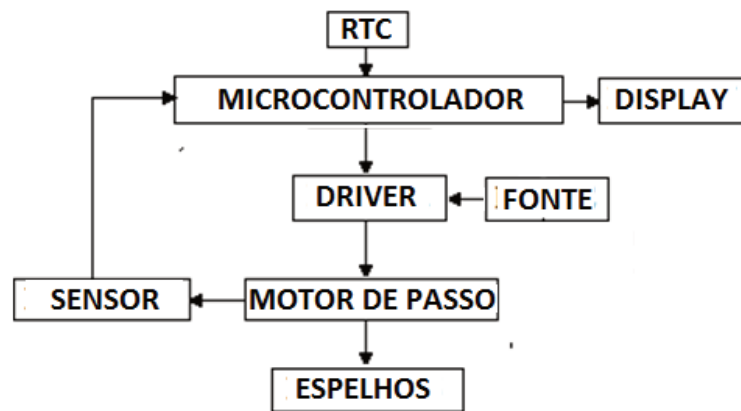 RTC
MICROCONTROLADOR
DISPLAY
DRIVER
FONTE
SENSOR
MOTOR DE PASSO
ESPELHOS